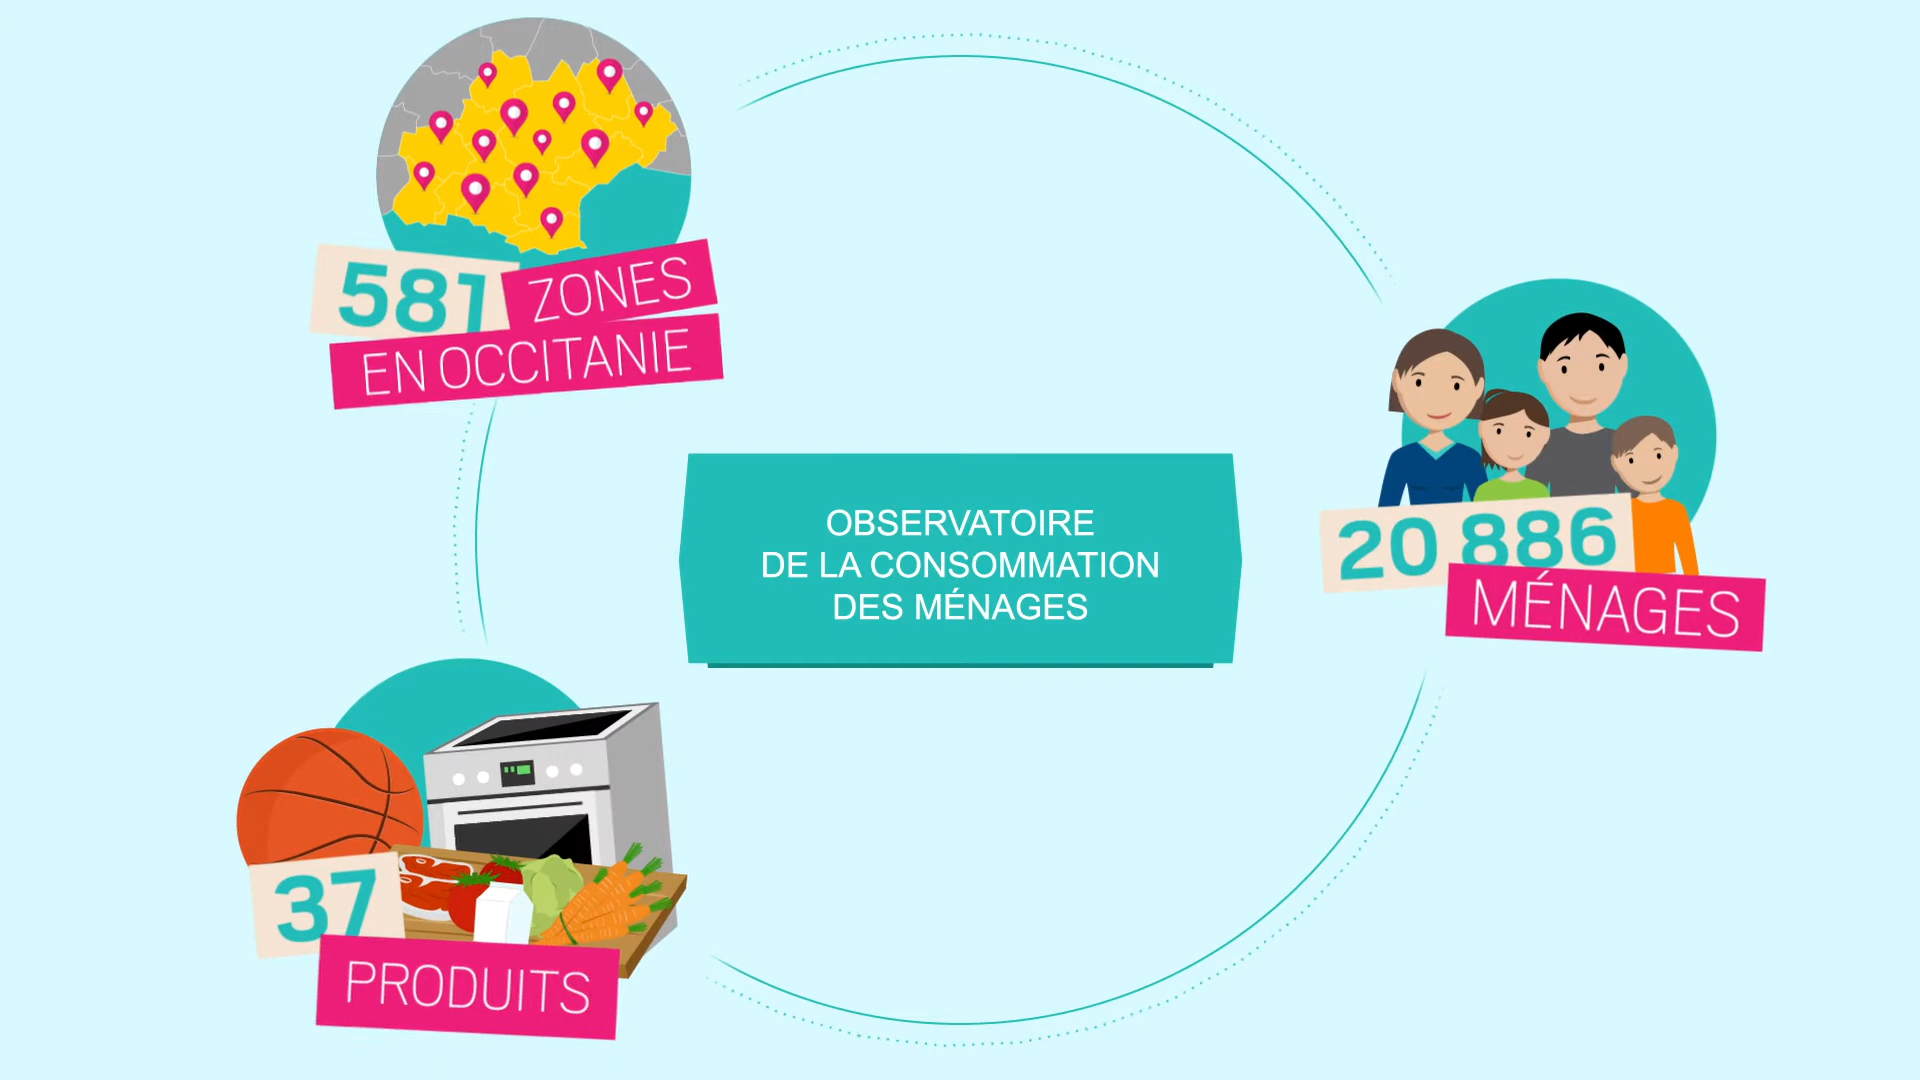 581 ZONES
EN OCCITANIE
20 886
MÉNAGES
OBSERVATOIRE
DE LA CONSOMMATION
DES MÉNAGES
37
PRODUITS